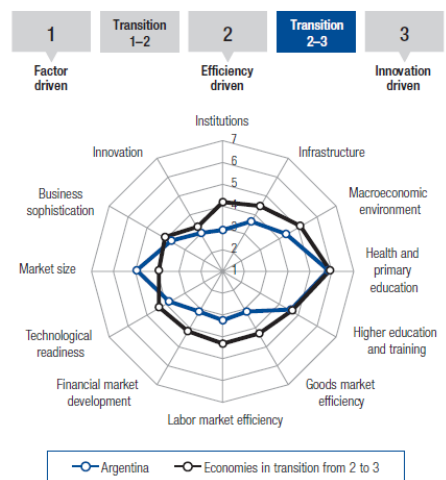 1
Transition
1–2
2
Transition
2–3
3
Factor
driven
Efficiency
driven
Innovation
driven
Institutions
Innovation
Infrastructure
Business
sophistication
Macroeconomic
environment
Market size
Health and
primary
education
Technological
readiness
Higher education
and training
Financial market
development
Goods market
efficiency
Labor market efficiency
7
6
5
4
3
2
1
Argentina
Economies in transition from 2 to 3